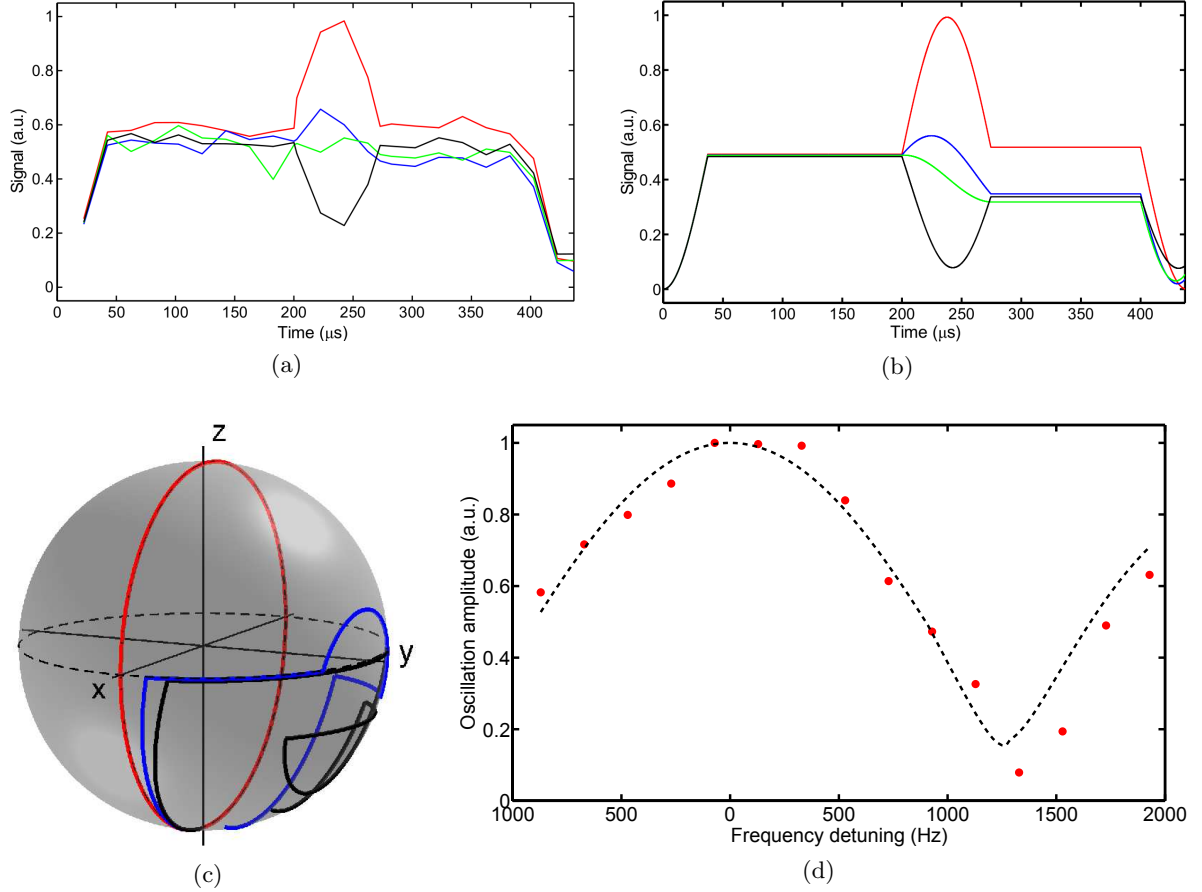 1
0.8
0.6
0.4
0.2
0
Signal (a.u.)
0 50 100 150 200 250 300 350 400
Time (μs)
(a)
1
0.8
0.6
0.4
0.2
0
Signal (a.u.)
0 50 100 150 200 250 300 350 400
Time (μs)
(b)
z
y
x
(c)
1
0.8
0.6
0.4
0.2
0
Oscillation amplitude (a.u.)
1000 500 0 500 1000 1500 2000
Frequency detuning (Hz)
(d)